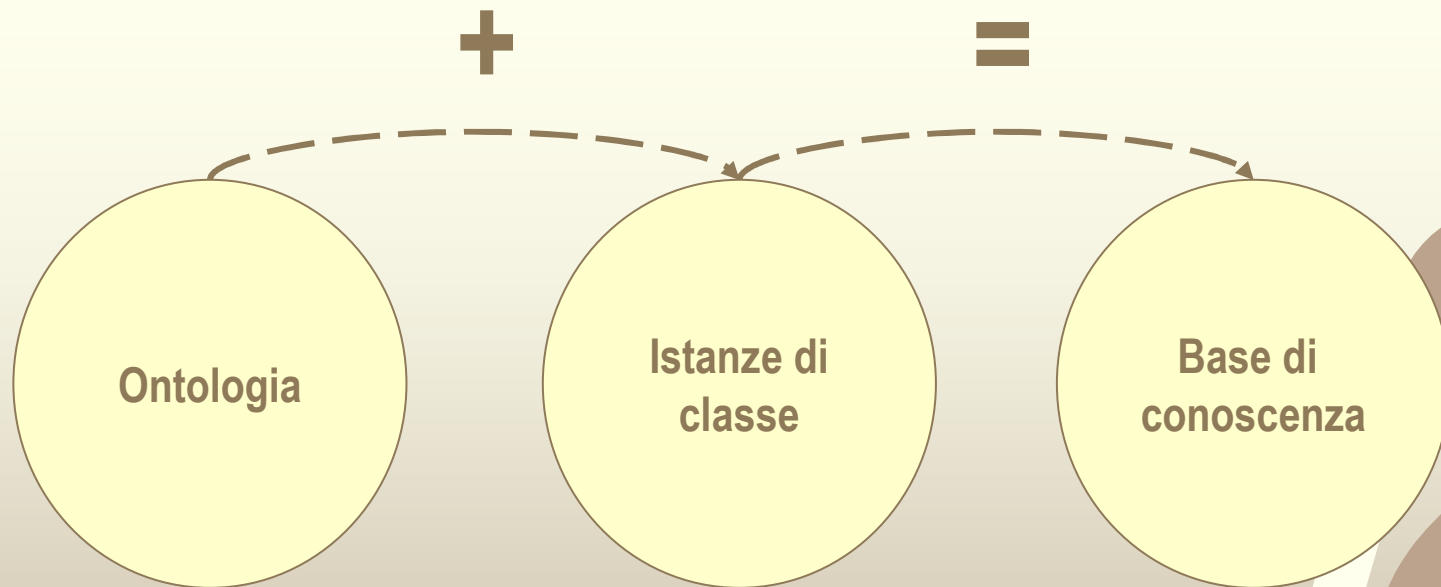 + =
Ontologia
Istanze di
classe
Base di
conoscenza